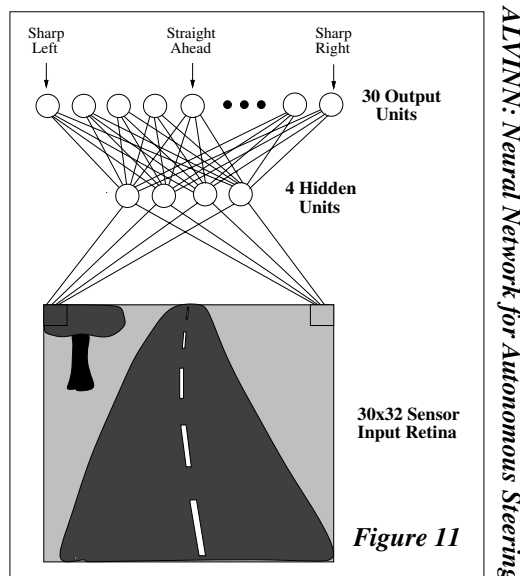 Sharp
Left
Straight
Ahead
Sharp
Right
30 Output
Units
4 Hidden
Units
30x32 Sensor
Input Retina
Figure 11
ALVINN: Neural Network for Autonomous Steering